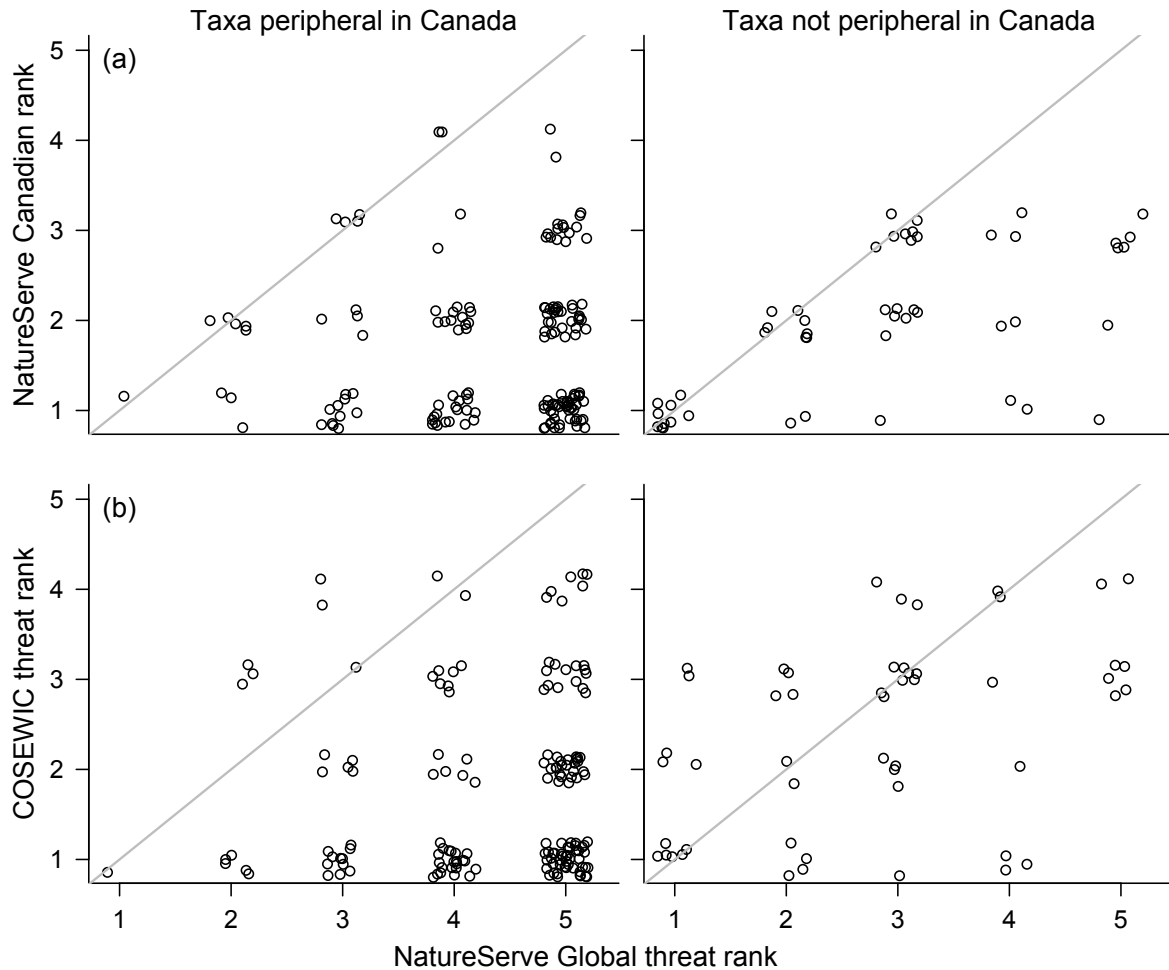 Taxa peripheral in Canada
Taxa not peripheral in Canada
(a)
NatureServe Canadian rank
5
4
3
2
1
(b)
COSEWIC threat rank
5
4
3
2
1
1 2 3 4 5
1 2 3 4 5
NatureServe Global threat rank